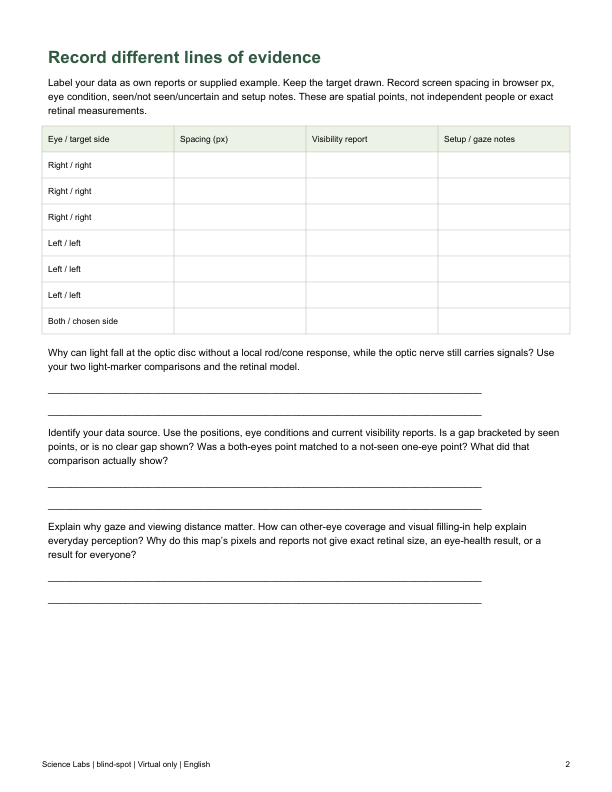 Record different lines of evidence
Label your data as own reports or supplied example. Keep the target drawn. Record screen spacing in browser px,
eye condition, seen/not seen/uncertain and setup notes. These are spatial points, not independent people or exact
retinal measurements.
Eye / target side Spacing (px) Visibility report Setup / gaze notes
Right / right
Right / right
Right / right
Left / left
Left / left
Left / left
Both / chosen side
Why can light fall at the optic disc without a local rod/cone response, while the optic nerve still carries signals? Use
your two light-marker comparisons and the retinal model.
Identify your data source. Use the positions, eye conditions and current visibility reports. Is a gap bracketed by seen
points, or is no clear gap shown? Was a both-eyes point matched to a not-seen one-eye point? What did that
comparison actually show?
Explain why gaze and viewing distance matter. How can other-eye coverage and visual filling-in help explain
everyday perception? Why do this map's pixels and reports not give exact retinal size, an eye-health result, or a
result for everyone?
Science Labs | blind-spot | Virtual only | English 2